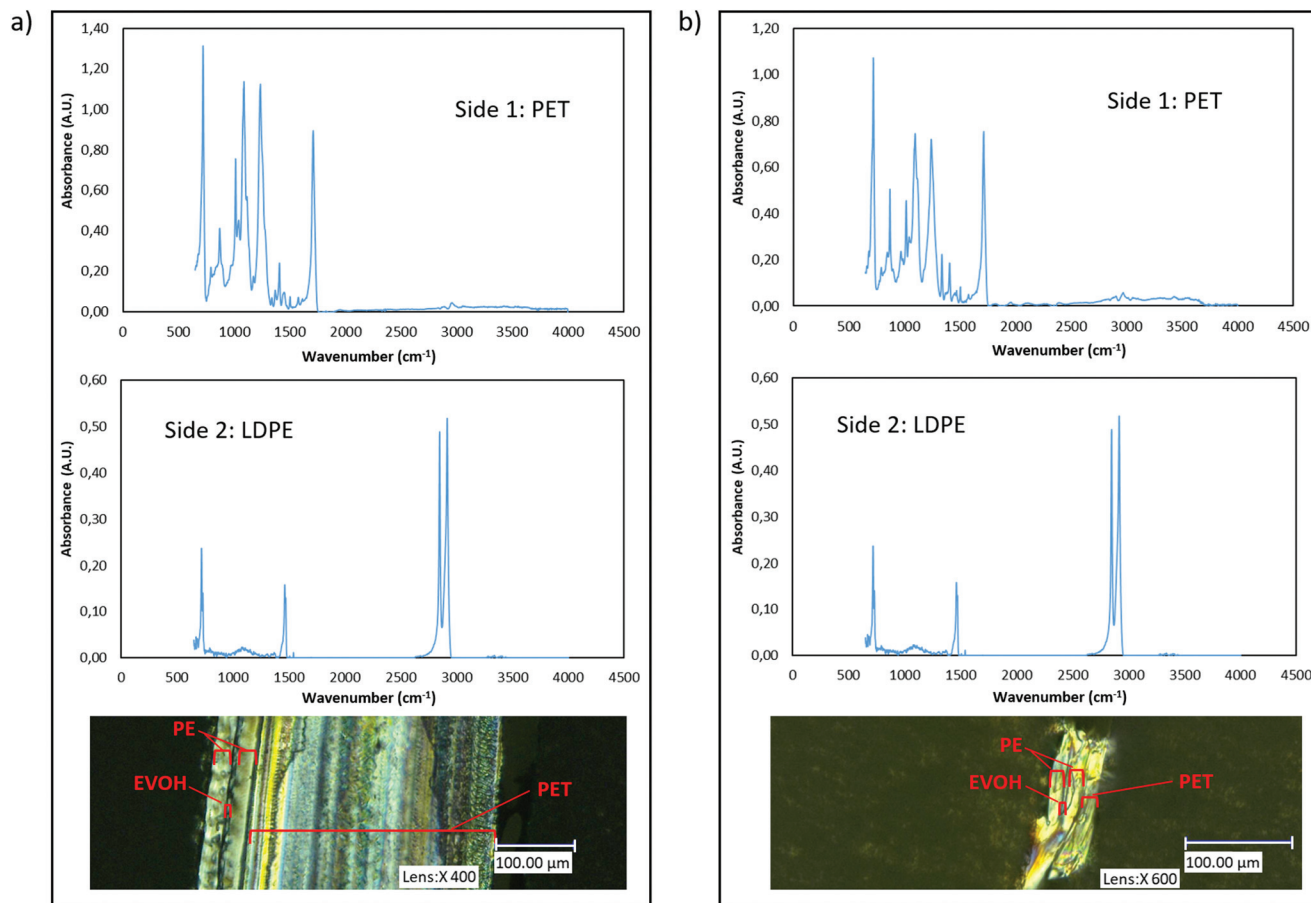 a)
1,40
1,20
1,00
0,80
0,60
0,40
0,20
0,00
Absorbance (A.U.)
Side 1: PET
0 500 1000 1500 2000 2500 3000 3500 4000 4500
Wavenumber (cm-1)
0,60
0,50
0,40
0,30
0,20
0,10
0,00
Absorbance (A.U.)
Side 2: LDPE
0 500 1000 1500 2000 2500 3000 3500 4000 4500
Wavenumber (cm-1)
PE
EVOH
PET
100.00 µm
Lens:X 400
b)
1,20
1,00
0,80
0,60
0,40
0,20
0,00
Absorbance (A.U.)
Side 1: PET
0 500 1000 1500 2000 2500 3000 3500 4000 4500
Wavenumber (cm-1)
0,60
0,50
0,40
0,30
0,20
0,10
0,00
Absorbance (A.U.)
Side 2: LDPE
0 500 1000 1500 2000 2500 3000 3500 4000 4500
Wavenumber (cm-1)
PE
EVOH
PET
100.00 µm
Lens:X 600